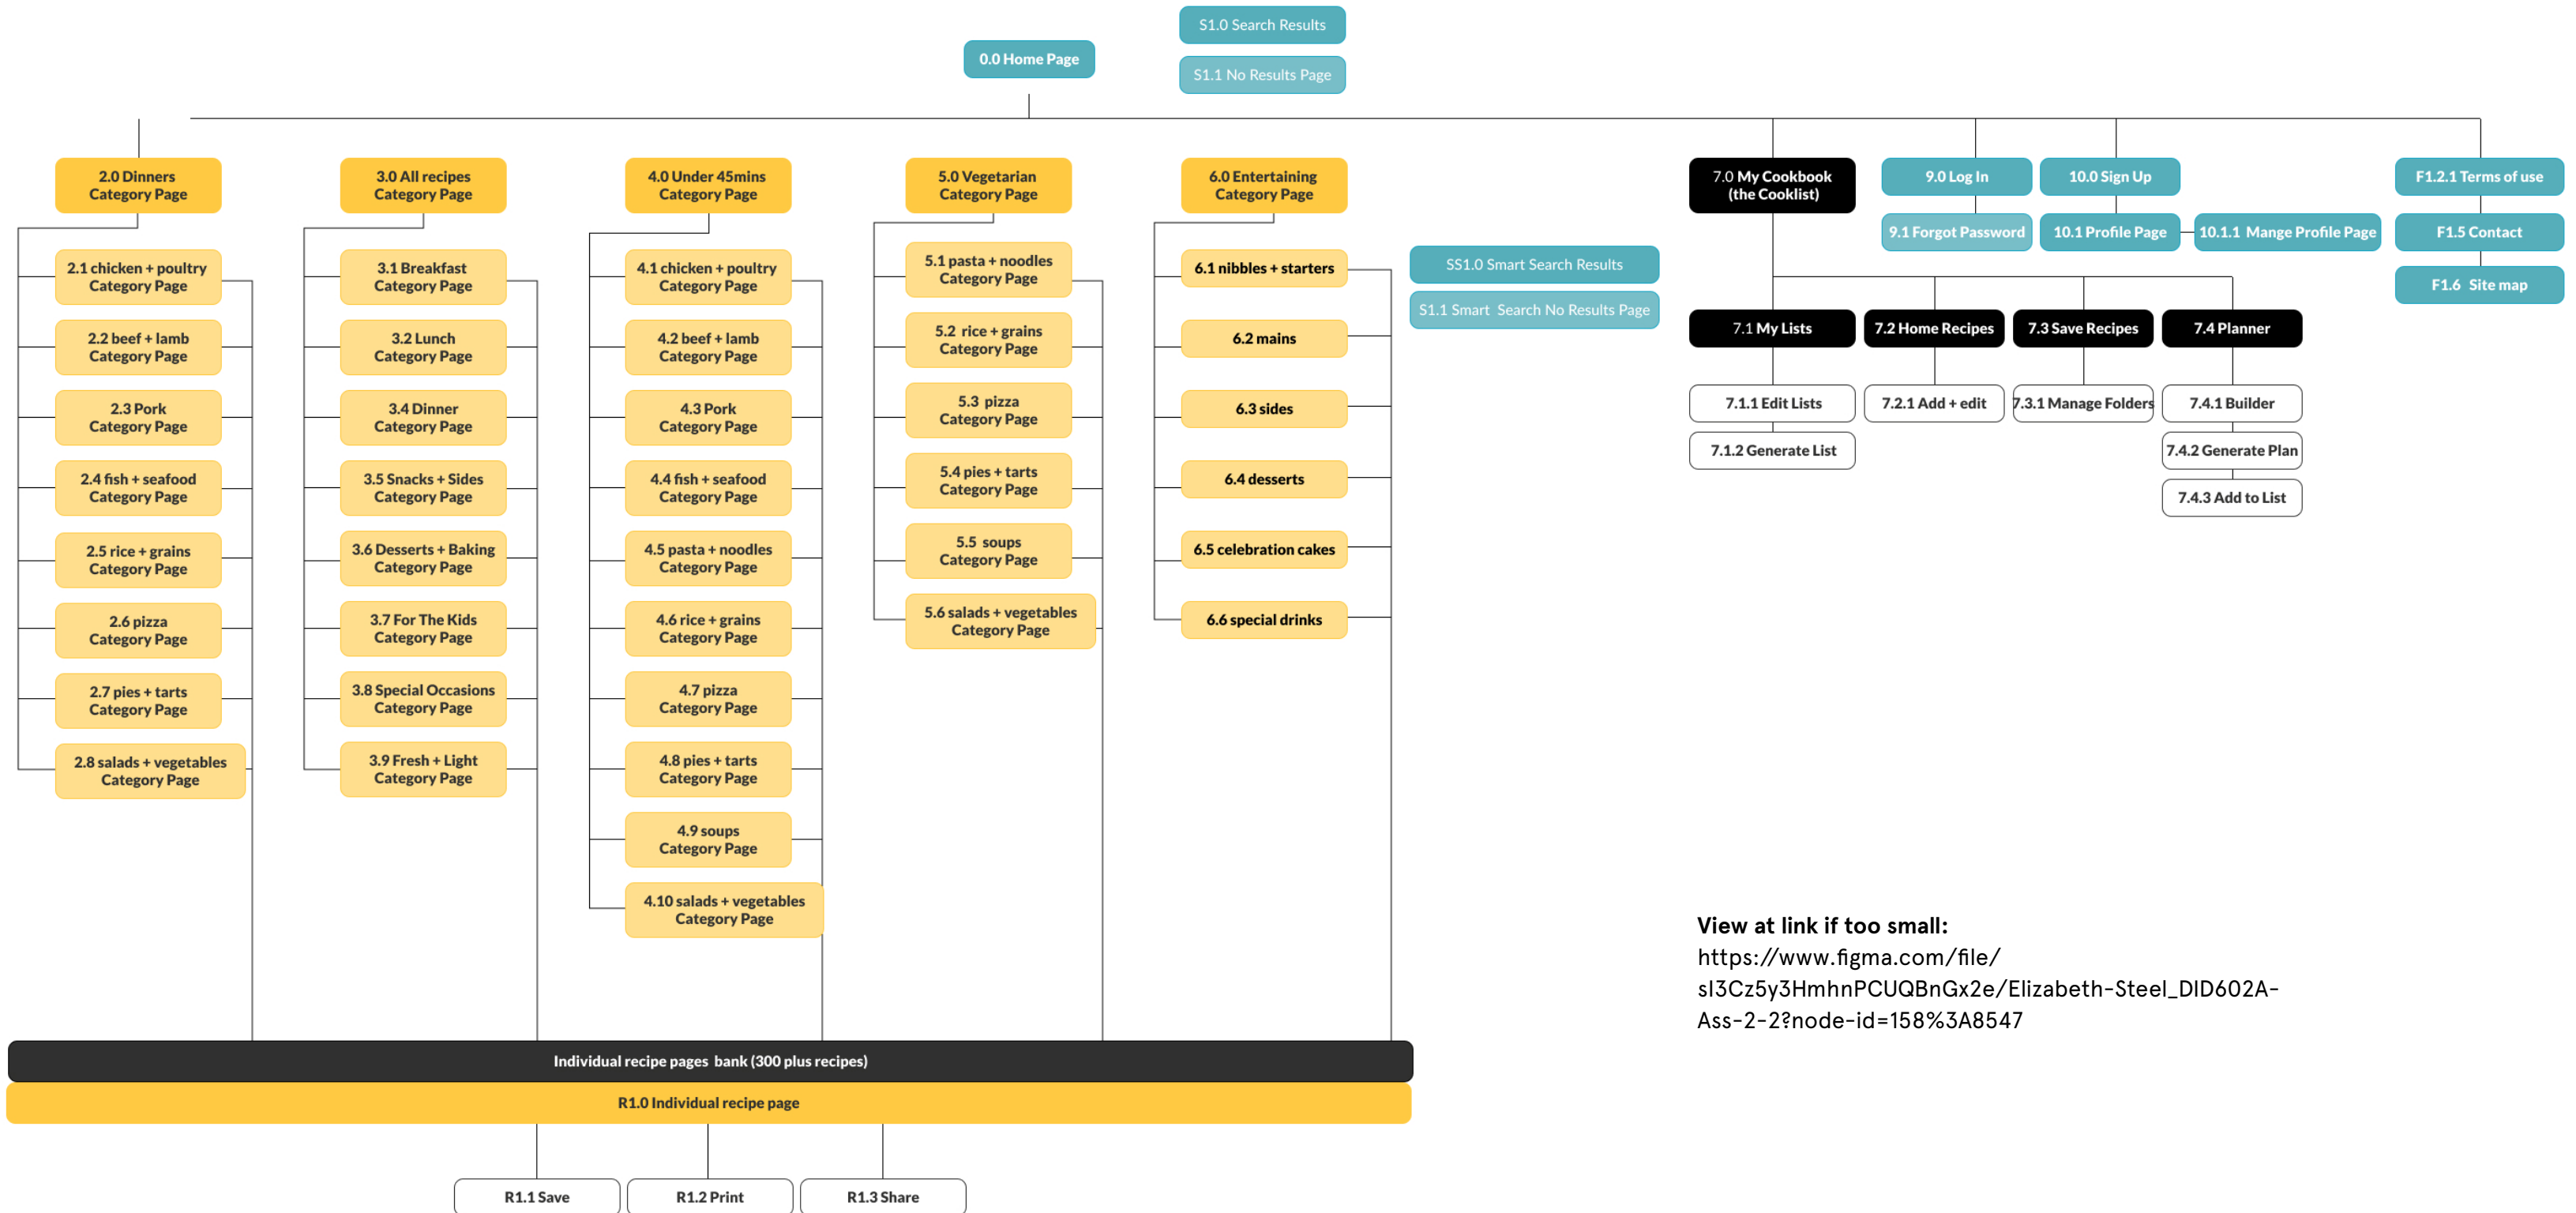 S1.0 Search Results
0.0 Home Page
S1.1 No Results Page
2.0 Dinners
Category Page
2.1 chicken + poultry
Category Page
2.2 beef + lamb
Category Page
2.3 Pork
Category Page
2.4 fish + seafood
Category Page
2.5 rice + grains
Category Page
2.6 pizza
Category Page
2.7 pies + tarts
Category Page
2.8 salads + vegetables
Category Page
3.0 All recipes
Category Page
3.1 Breakfast
Category Page
3.2 Lunch
Category Page
3.4 Dinner
Category Page
3.5 Snacks + Sides
Category Page
3.6 Desserts + Baking
Category Page
3.7 For The Kids
Category Page
3.8 Special Occasions
Category Page
3.9 Fresh + Light
Category Page
4.0 Under 45mins
Category Page
4.1 chicken + poultry
Category Page
4.2 beef + lamb
Category Page
4.3 Pork
Category Page
4.4 fish + seafood
Category Page
4.5 pasta + noodles
Category Page
4.6 rice + grains
Category Page
4.7 pizza
Category Page
4.8 pies + tarts
Category Page
4.9 soups
Category Page
4.10 salads + vegetables
Category Page
5.0 Vegetarian
Category Page
5.1 pasta + noodles
Category Page
5.2 rice + grains
Category Page
5.3 pizza
Category Page
5.4 pies + tarts
Category Page
5.5 soups
Category Page
5.6 salads + vegetables
Category Page
6.0 Entertaining
Category Page
6.1 nibbles + starters
6.2 mains
6.3 sides
6.4 desserts
6.5 celebration cakes
6.6 special drinks
SS1.0 Smart Search Results
S1.1 Smart Search No Results Page
7.0 My Cookbook
(the Cooklist)
7.1 My Lists
7.1.1 Edit Lists
7.1.2 Generate List
7.2 Home Recipes
7.2.1 Add + edit
7.3 Save Recipes
7.3.1 Manage Folders
7.4 Planner
7.4.1 Builder
7.4.2 Generate Plan
7.4.3 Add to List
9.0 Log In
9.1 Forgot Password
10.0 Sign Up
10.1 Profile Page
10.1.1 Mange Profile Page
F1.2.1 Terms of use
F1.5 Contact
F1.6 Site map
View at link if too small:
https://www.figma.com/file/
sI3Cz5y3HmhnPCUQBnGx2e/Elizabeth-Steel_DID602A-
Ass-2-2?node-id=158%3A8547
Individual recipe pages bank (300 plus recipes)
R1.0 Individual recipe page
R1.1 Save
R1.2 Print
R1.3 Share